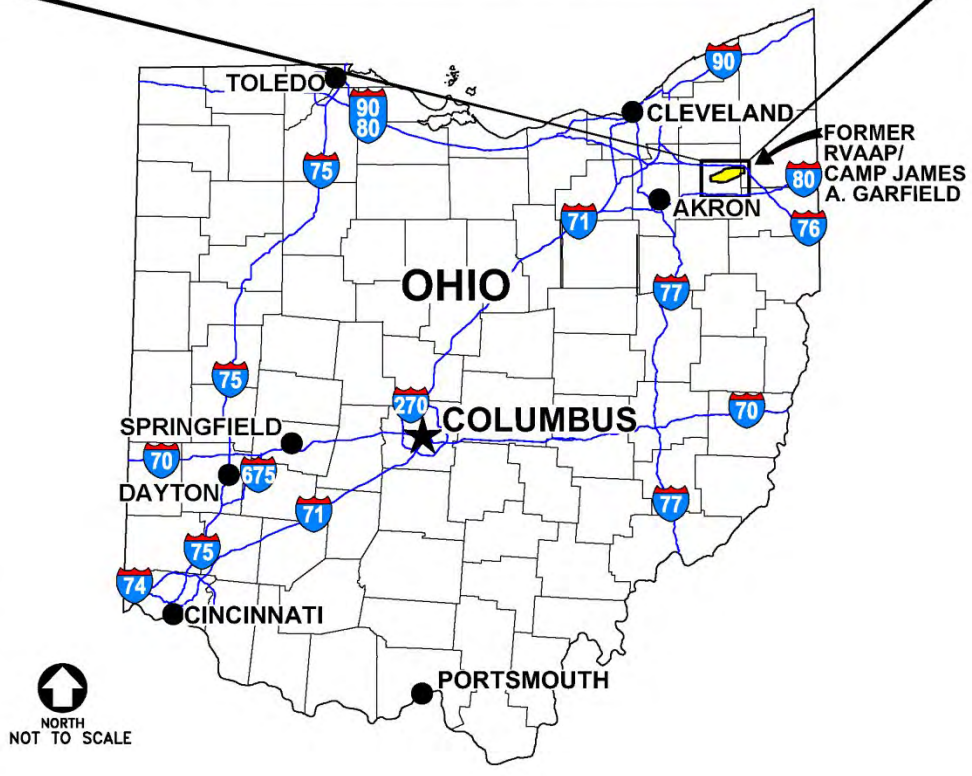 90
TOLEDO
90
80
CLEVELAND
FORMER
RVAAP/
CAMP JAMES
A. GARFIELD
75
80
AKRON
71
76
OHIO
77
75
270
70
COLUMBUS
SPRINGFIELD
70
675
DAYTON
71
77
75
74
CINCINNATI
PORTSMOUTH
NORTH
NOT TO SCALE